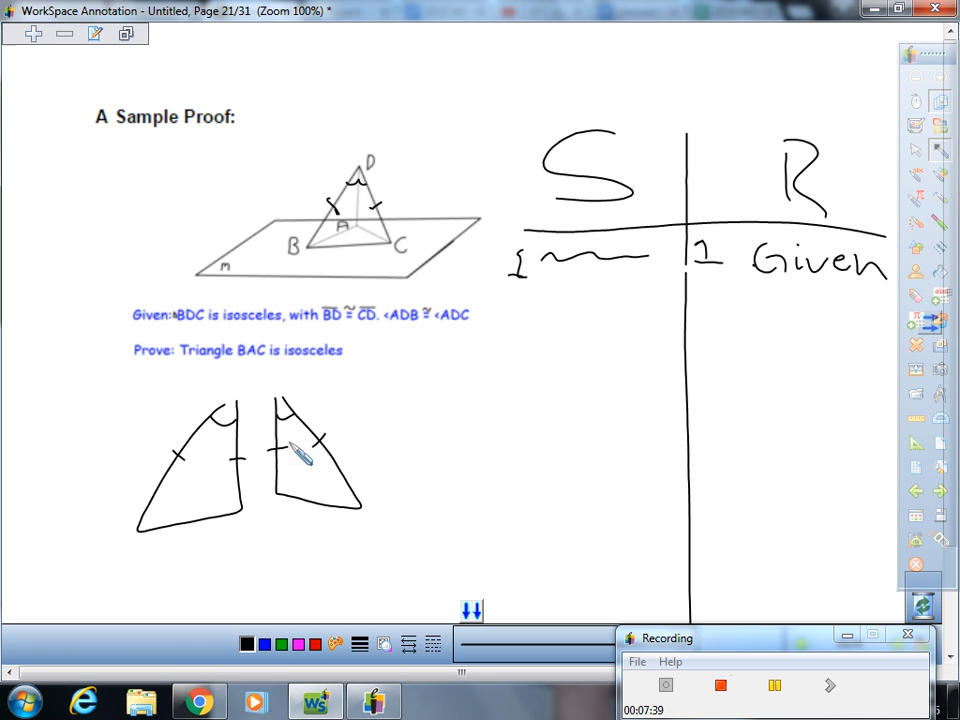 WorkSpace Annotation - Untitled, Page 21/31 (Zoom 100%) *
A Sample Proof:
S R
D
A
B
C
m
1 1 Given
Given: BDC is isosceles, with BD ≅ CD. <ADB ≅ <ADC
Prove: Triangle BAC is isosceles
Recording
File Help
00:07:39